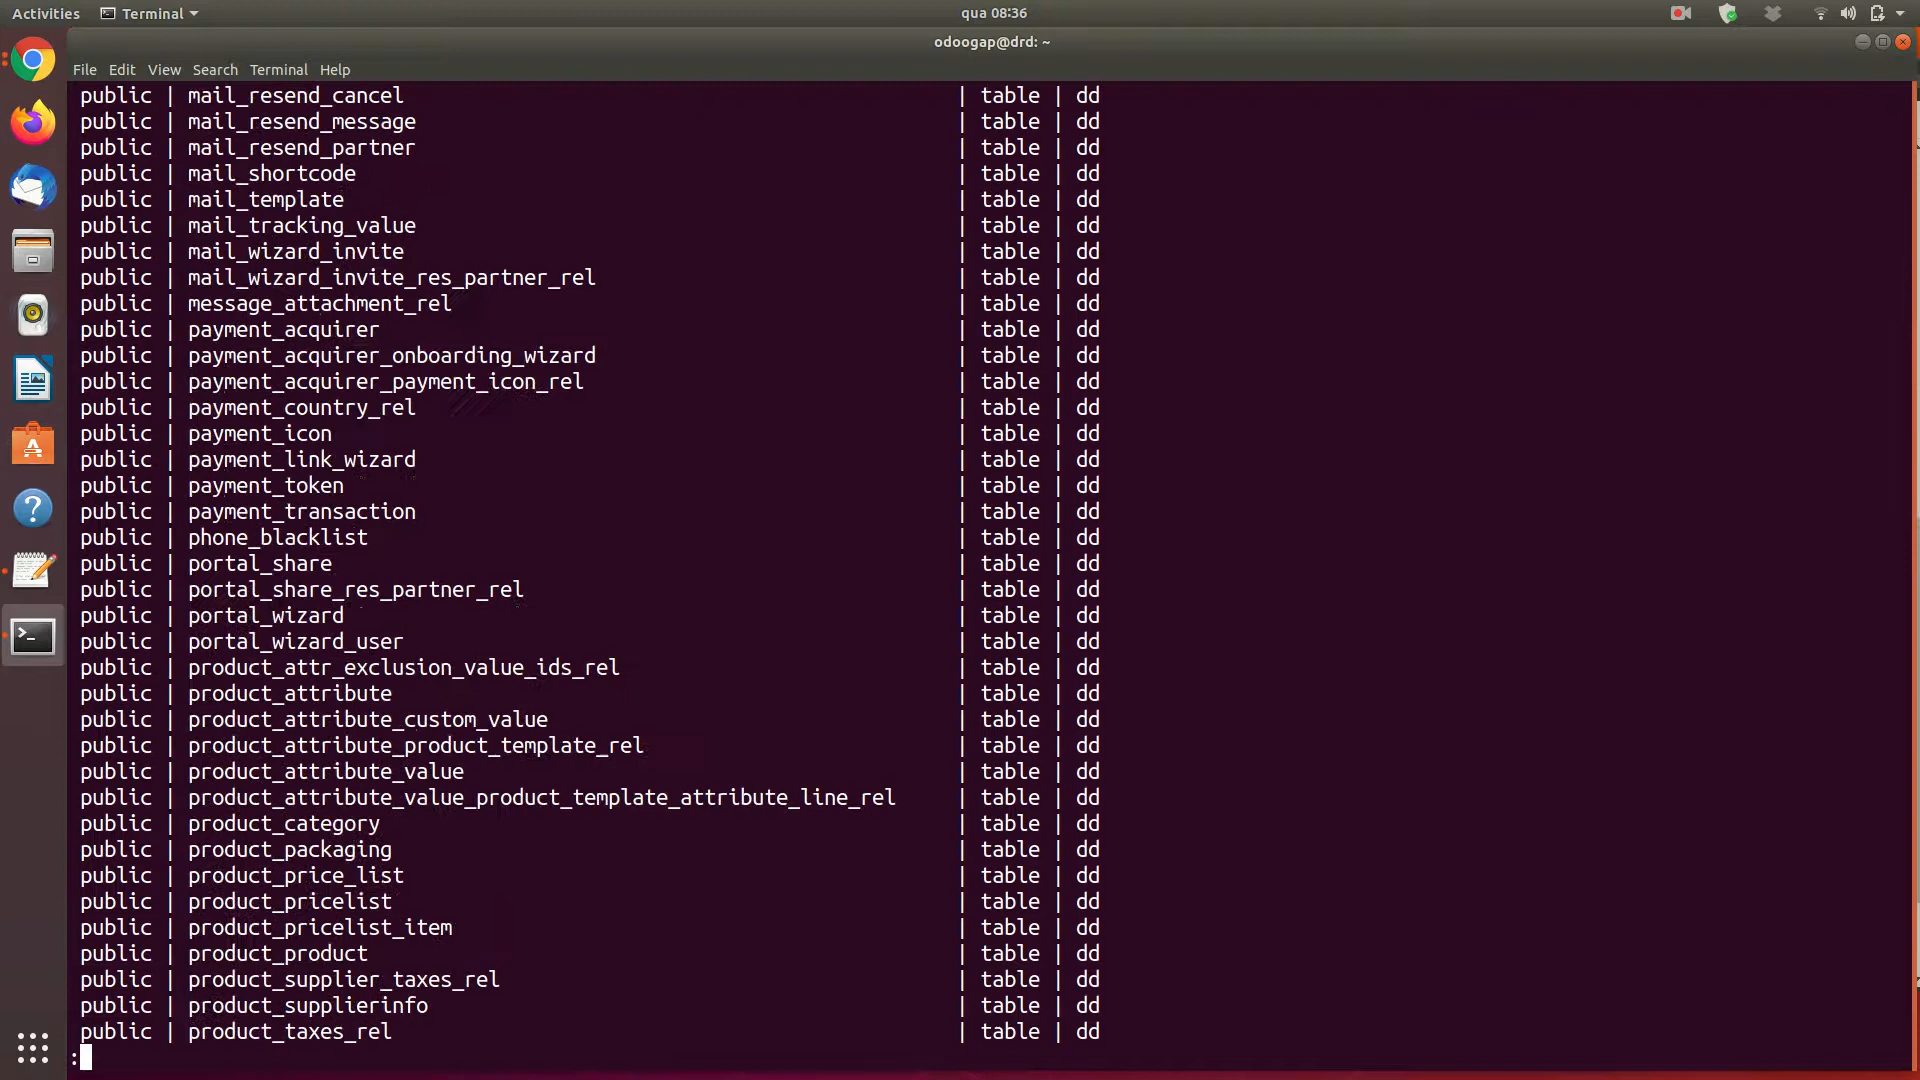 Activities Terminal qua 08:36
odoogap@drd: ~
File Edit View Search Terminal Help
public | mail_resend_cancel | table | dd
public | mail_resend_message | table | dd
public | mail_resend_partner | table | dd
public | mail_shortcode | table | dd
public | mail_template | table | dd
public | mail_tracking_value | table | dd
public | mail_wizard_invite | table | dd
public | mail_wizard_invite_res_partner_rel | table | dd
public | message_attachment_rel | table | dd
public | payment_acquirer | table | dd
public | payment_acquirer_onboarding_wizard | table | dd
public | payment_acquirer_payment_icon_rel | table | dd
public | payment_country_rel | table | dd
public | payment_icon | table | dd
public | payment_link_wizard | table | dd
public | payment_token | table | dd
public | payment_transaction | table | dd
public | phone_blacklist | table | dd
public | portal_share | table | dd
public | portal_share_res_partner_rel | table | dd
public | portal_wizard | table | dd
public | portal_wizard_user | table | dd
public | product_attr_exclusion_value_ids_rel | table | dd
public | product_attribute | table | dd
public | product_attribute_custom_value | table | dd
public | product_attribute_product_template_rel | table | dd
public | product_attribute_value | table | dd
public | product_attribute_value_product_template_attribute_line_rel | table | dd
public | product_category | table | dd
public | product_packaging | table | dd
public | product_price_list | table | dd
public | product_pricelist | table | dd
public | product_pricelist_item | table | dd
public | product_product | table | dd
public | product_supplier_taxes_rel | table | dd
public | product_supplierinfo | table | dd
public | product_taxes_rel | table | dd
: